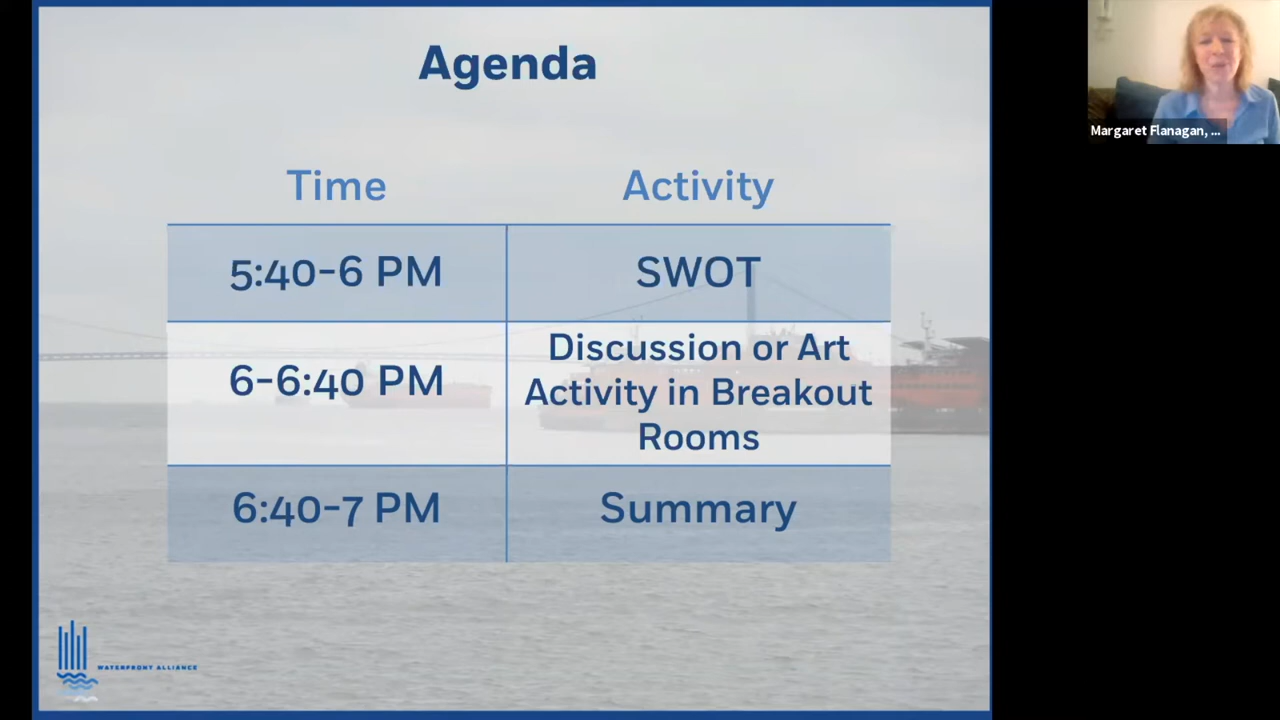 Agenda
Time
Activity
5:40-6 PM
SWOT
6-6:40 PM
Discussion or Art
Activity in Breakout
Rooms
6:40-7 PM
Summary
WATERFRONT ALLIANCE
Margaret Flanagan, ...